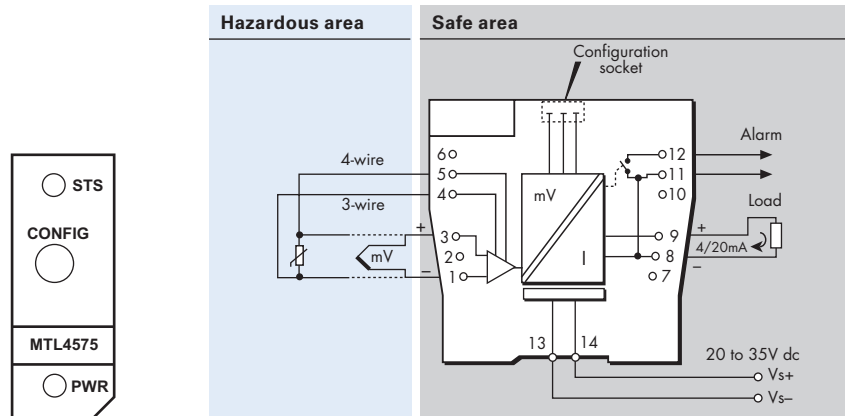 Hazardous area
Safe area
Configuration
socket
4-wire
3-wire
+
mV
–
6
5
4
3
2
1
mV
I
12
11
10
9
8
7
Alarm
Load
+
4/20mA
–
13
14
20 to 35V dc
Vs+
Vs–
STS
CONFIG
MTL4575
PWR